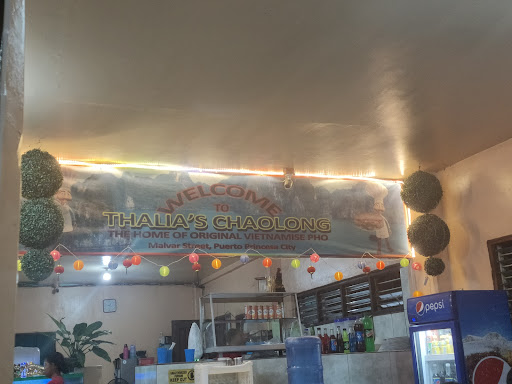 WELCOME
TO
THALIA'S CHAOLONG
THE HOME OF ORIGINAL VIETNAMISE PHO
Malvar Street, Puerto Princesa City
pepsi